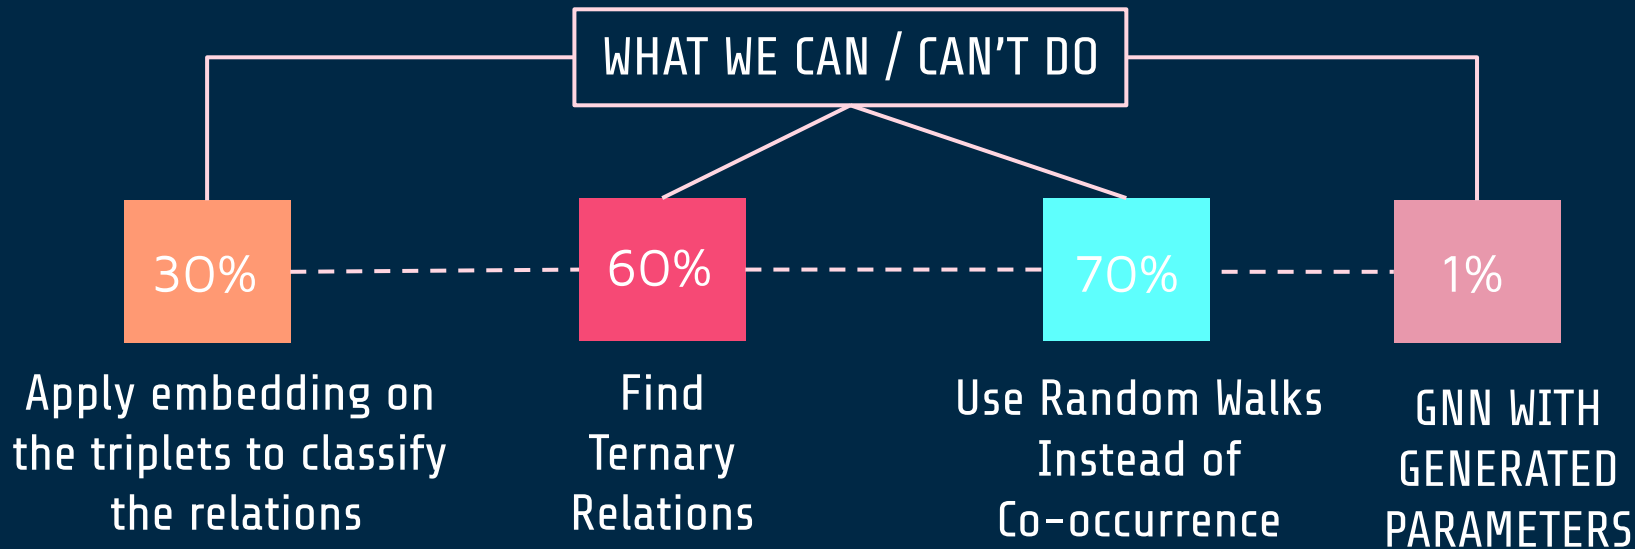 WHAT WE CAN / CAN'T DO
30%
60%
70%
1%
Apply embedding on
the triplets to classify
the relations
Find
Ternary
Relations
Use Random Walks
Instead of
Co-occurrence
GNN WITH
GENERATED
PARAMETERS